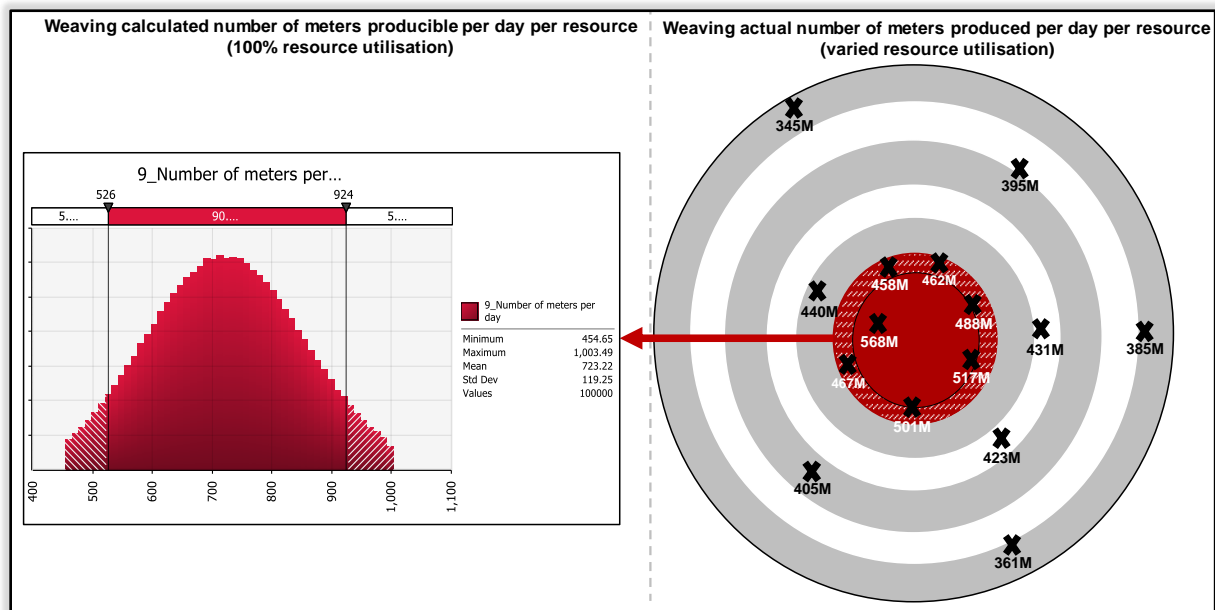 Weaving calculated number of meters producible per day per resource
(100% resource utilisation)
9_Number of meters per...
526
924
5....
90....
5....
400
500
600
700
800
900
1,000
1,100
9_Number of meters per
day
Minimum 454.65
Maximum 1,003.49
Mean 723.22
Std Dev 119.25
Values 100000
Weaving actual number of meters produced per day per resource
(varied resource utilisation)
345M
395M
458M
462M
440M
488M
568M
431M
385M
467M
517M
501M
423M
405M
361M